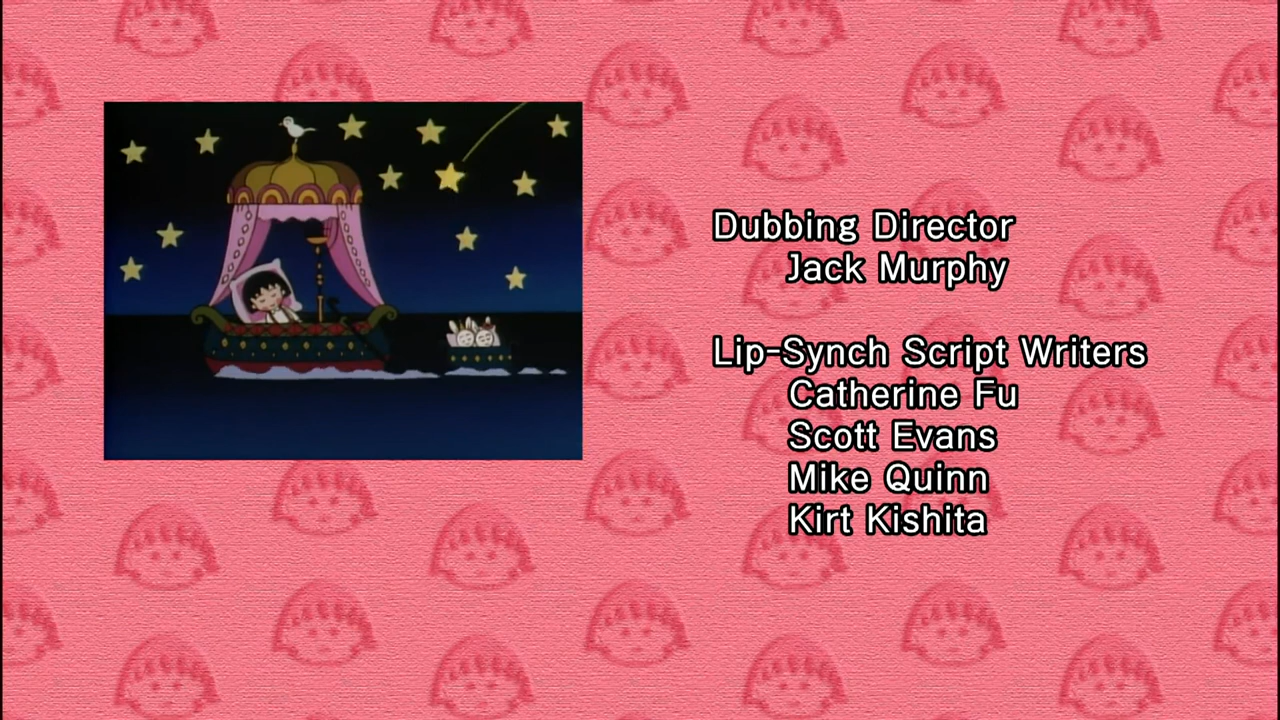 Dubbing Director
Jack Murphy
Lip-Synch Script Writers
Catherine Fu
Scott Evans
Mike Quinn
Kirt Kishita